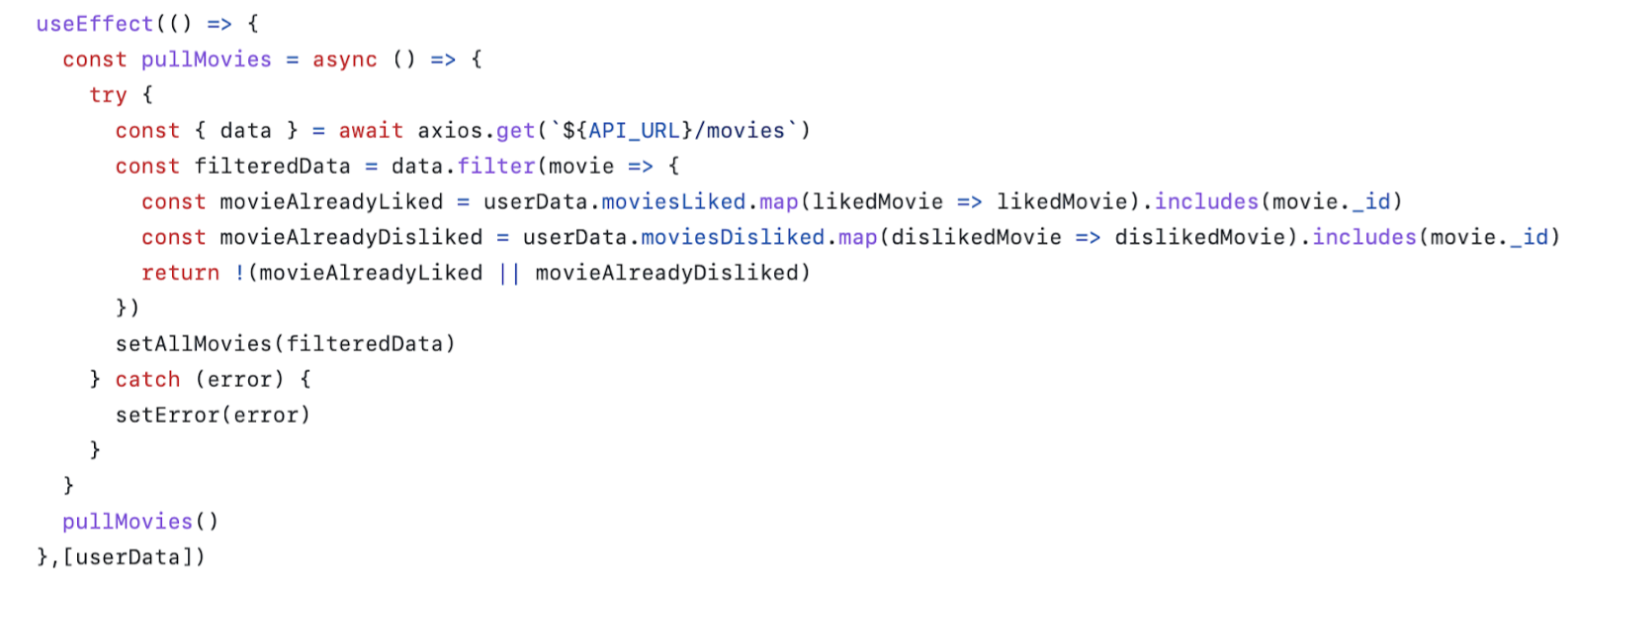 useEffect(() => {
  const pullMovies = async () => {
    try {
      const { data } = await axios.get(`${API_URL}/movies`)
      const filteredData = data.filter(movie => {
        const movieAlreadyLiked = userData.moviesLiked.map(likedMovie => likedMovie).includes(movie._id)
        const movieAlreadyDisliked = userData.moviesDisliked.map(dislikedMovie => dislikedMovie).includes(movie._id)
        return !(movieAlreadyLiked || movieAlreadyDisliked)
      })
      setAllMovies(filteredData)
    } catch (error) {
      setError(error)
    }
  }
  pullMovies()
},[userData])